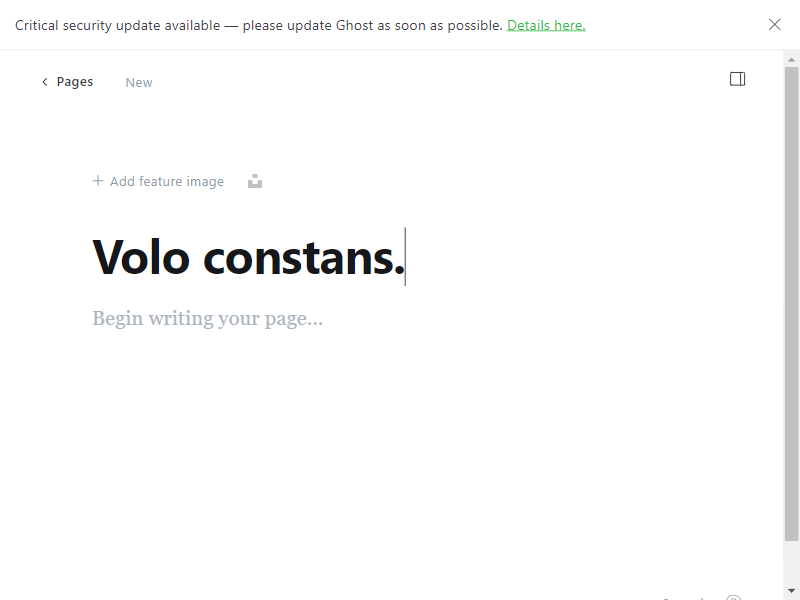 Critical security update available — please update Ghost as soon as possible. Details here.
Pages
New
Add feature image
Volo constans.
Begin writing your page...